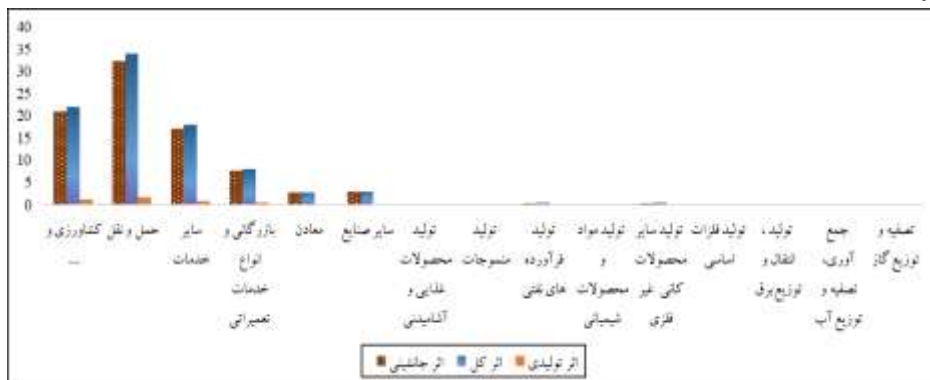 40
35
30
25
20
15
10
5
0
کشاورزی و ...
حمل و نقل
سایر خدمات
بازرگانی و انواع خدمات تعمیراتی
معادن
سایر صنایع
تولید محصولات غذایی و آشامیدنی
تولید منسوجات
تولید فرآورده های نفتی
تولید مواد و محصولات شیمیائی
تولید سایر محصولات کانی غیر فلزی
تولید فلزات اساسی
تولید، انتقال و توزیع برق
جمع آوری، تصفیه و توزیع آب
تصفیه و توزیع گاز
اثر جانشینی
اثر کل
اثر تولیدی